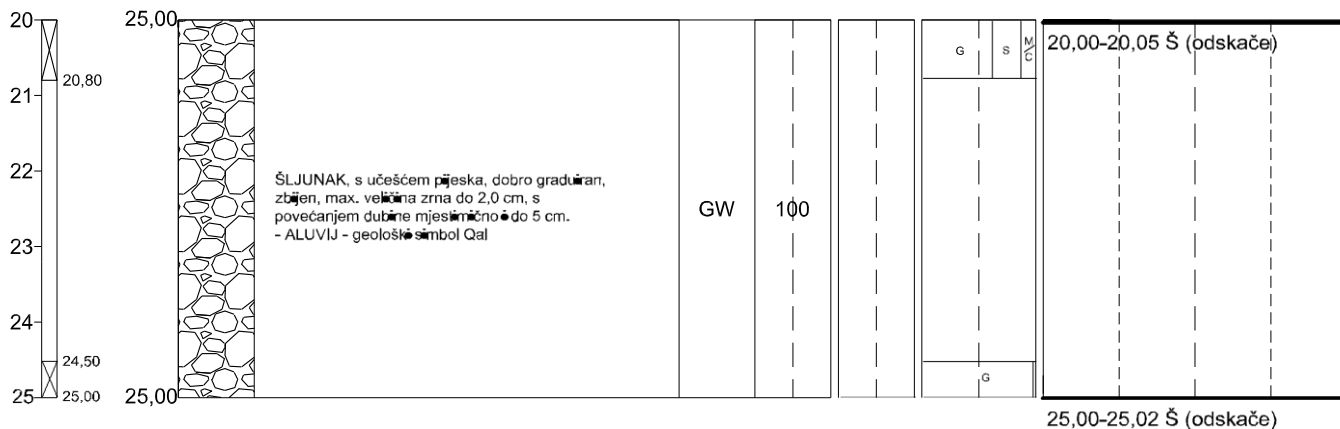 20
25,00
G
S
M/C
20,00-20,05 Š (odskače)
20,80
21
22
ŠLJUNAK, s učešćem pijeska, dobro graduiran,
zbijen, max. veličina zrna do 2,0 cm, s
povećanjem dubine mjestimično i do 5 cm.
- ALUVIJ - geološki simbol Qal
GW
100
23
24
24,50
G
25
25,00
25,00
25,00-25,02 Š (odskače)